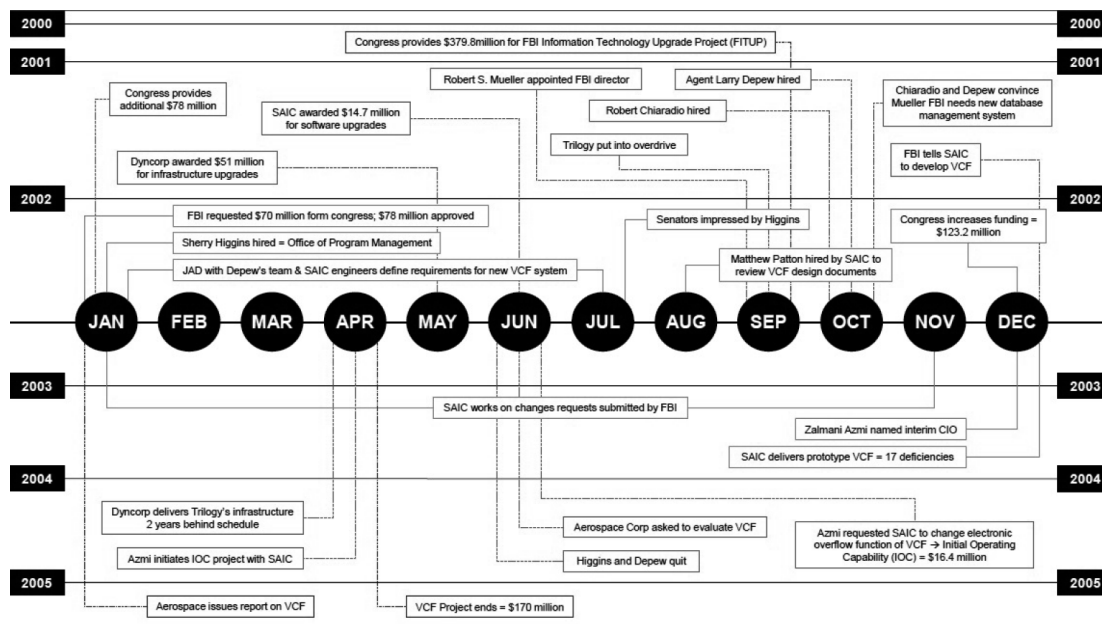 2000
2000
Congress provides $379.8million for FBI Information Technology Upgrade Project (FITUP)
2001
2001
Congress provides
additional $78 million
Robert S. Mueller appointed FBI director
Agent Larry Depew hired
SAIC awarded $14.7 million
for software upgrades
Robert Chiaradio hired
Chiaradio and Depew convince
Mueller FBI needs new database
management system
Trilogy put into overdrive
Dyncorp awarded $51 million
for infrastructure upgrades
FBI tells SAIC
to develop VCF
2002
2002
FBI requested $70 million form congress; $78 million approved
Senators impressed by Higgins
Congress increases funding =
$123.2 million
Sherry Higgins hired = Office of Program Management
JAD with Depew's team & SAIC engineers define requirements for new VCF system
Matthew Patton hired by SAIC to
review VCF design documents
JAN
FEB
MAR
APR
MAY
JUN
JUL
AUG
SEP
OCT
NOV
DEC
2003
2003
SAIC works on changes requests submitted by FBI
Zalmani Azmi named interim CIO
SAIC delivers prototype VCF = 17 deficiencies
2004
2004
Dyncorp delivers Trilogy's infrastructure
2 years behind schedule
Aerospace Corp asked to evaluate VCF
Azmi requested SAIC to change electronic
overflow function of VCF → Initial Operating
Capability (IOC) = $16.4 million
Azmi initiates IOC project with SAIC
Higgins and Depew quit
2005
2005
Aerospace issues report on VCF
VCF Project ends = $170 million